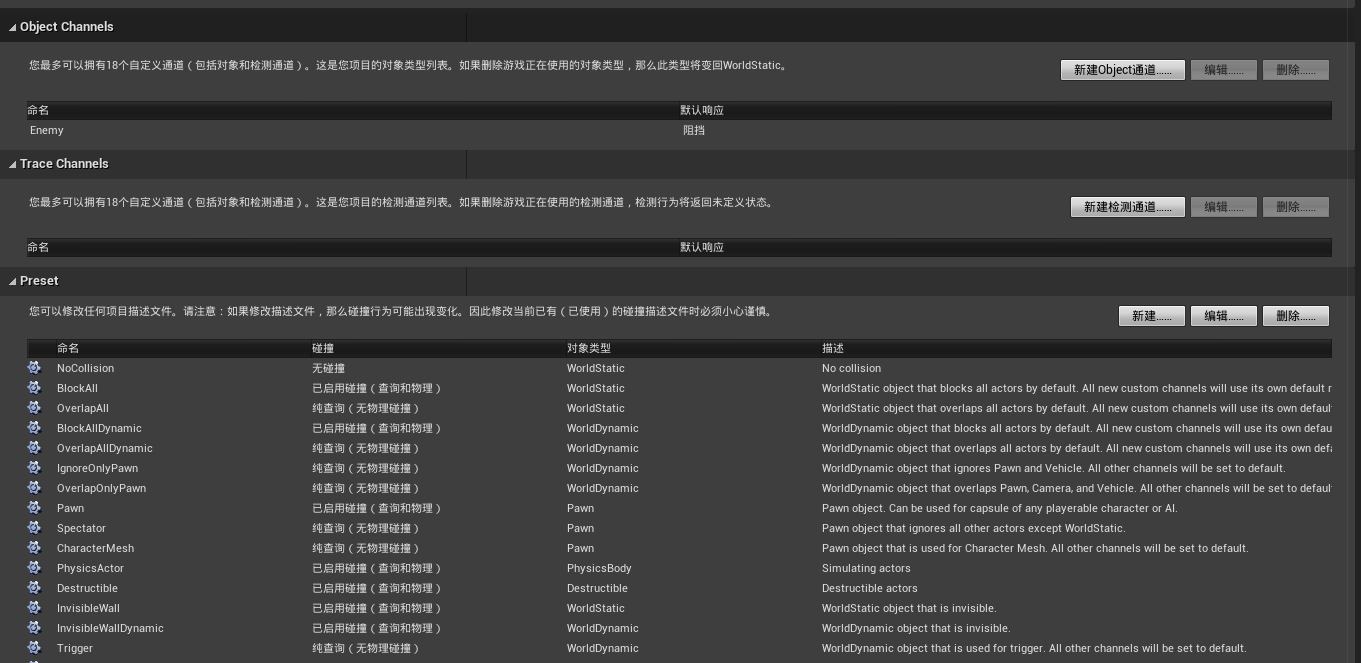 Object Channels
您最多可以拥有18个自定义通道（包括对象和检测通道）。这是您项目的对象类型列表。如果删除游戏正在使用的对象类型，那么此类型将变回WorldStatic。 新建Object通道...... 编辑...... 删除......
命名 默认响应
Enemy 阻挡
Trace Channels
您最多可以拥有18个自定义通道（包括对象和检测通道）。这是您项目的检测通道列表。如果删除游戏正在使用的检测通道，检测行为将返回未定义状态。 新建检测通道...... 编辑...... 删除......
命名 默认响应
Preset
您可以修改任何项目描述文件。请注意：如果修改描述文件，那么碰撞行为可能出现变化。因此修改当前已有（已使用）的碰撞描述文件时必须小心谨慎。 新建...... 编辑...... 删除......
命名 碰撞 对象类型 描述
NoCollision 无碰撞 WorldStatic No collision
BlockAll 已启用碰撞（查询和物理） WorldStatic WorldStatic object that blocks all actors by default. All new custom channels will use its own default r
OverlapAll 纯查询（无物理碰撞） WorldStatic WorldStatic object that overlaps all actors by default. All new custom channels will use its own defaul
BlockAllDynamic 已启用碰撞（查询和物理） WorldDynamic WorldDynamic object that blocks all actors by default. All new custom channels will use its own defau
OverlapAllDynamic 纯查询（无物理碰撞） WorldDynamic WorldDynamic object that overlaps all actors by default. All new custom channels will use its own defa
IgnoreOnlyPawn 纯查询（无物理碰撞） WorldDynamic WorldDynamic object that ignores Pawn and Vehicle. All other channels will be set to default.
OverlapOnlyPawn 纯查询（无物理碰撞） WorldDynamic WorldDynamic object that overlaps Pawn, Camera, and Vehicle. All other channels will be set to defaul
Pawn 已启用碰撞（查询和物理） Pawn Pawn object. Can be used for capsule of any playerable character or AI.
Spectator 纯查询（无物理碰撞） Pawn Pawn object that ignores all other actors except WorldStatic.
CharacterMesh 纯查询（无物理碰撞） Pawn Pawn object that is used for Character Mesh. All other channels will be set to default.
PhysicsActor 已启用碰撞（查询和物理） PhysicsBody Simulating actors
Destructible 已启用碰撞（查询和物理） Destructible Destructible actors
InvisibleWall 已启用碰撞（查询和物理） WorldStatic WorldStatic object that is invisible.
InvisibleWallDynamic 已启用碰撞（查询和物理） WorldDynamic WorldDynamic object that is invisible.
Trigger 纯查询（无物理碰撞） WorldDynamic WorldDynamic object that is used for trigger. All other channels will be set to default.